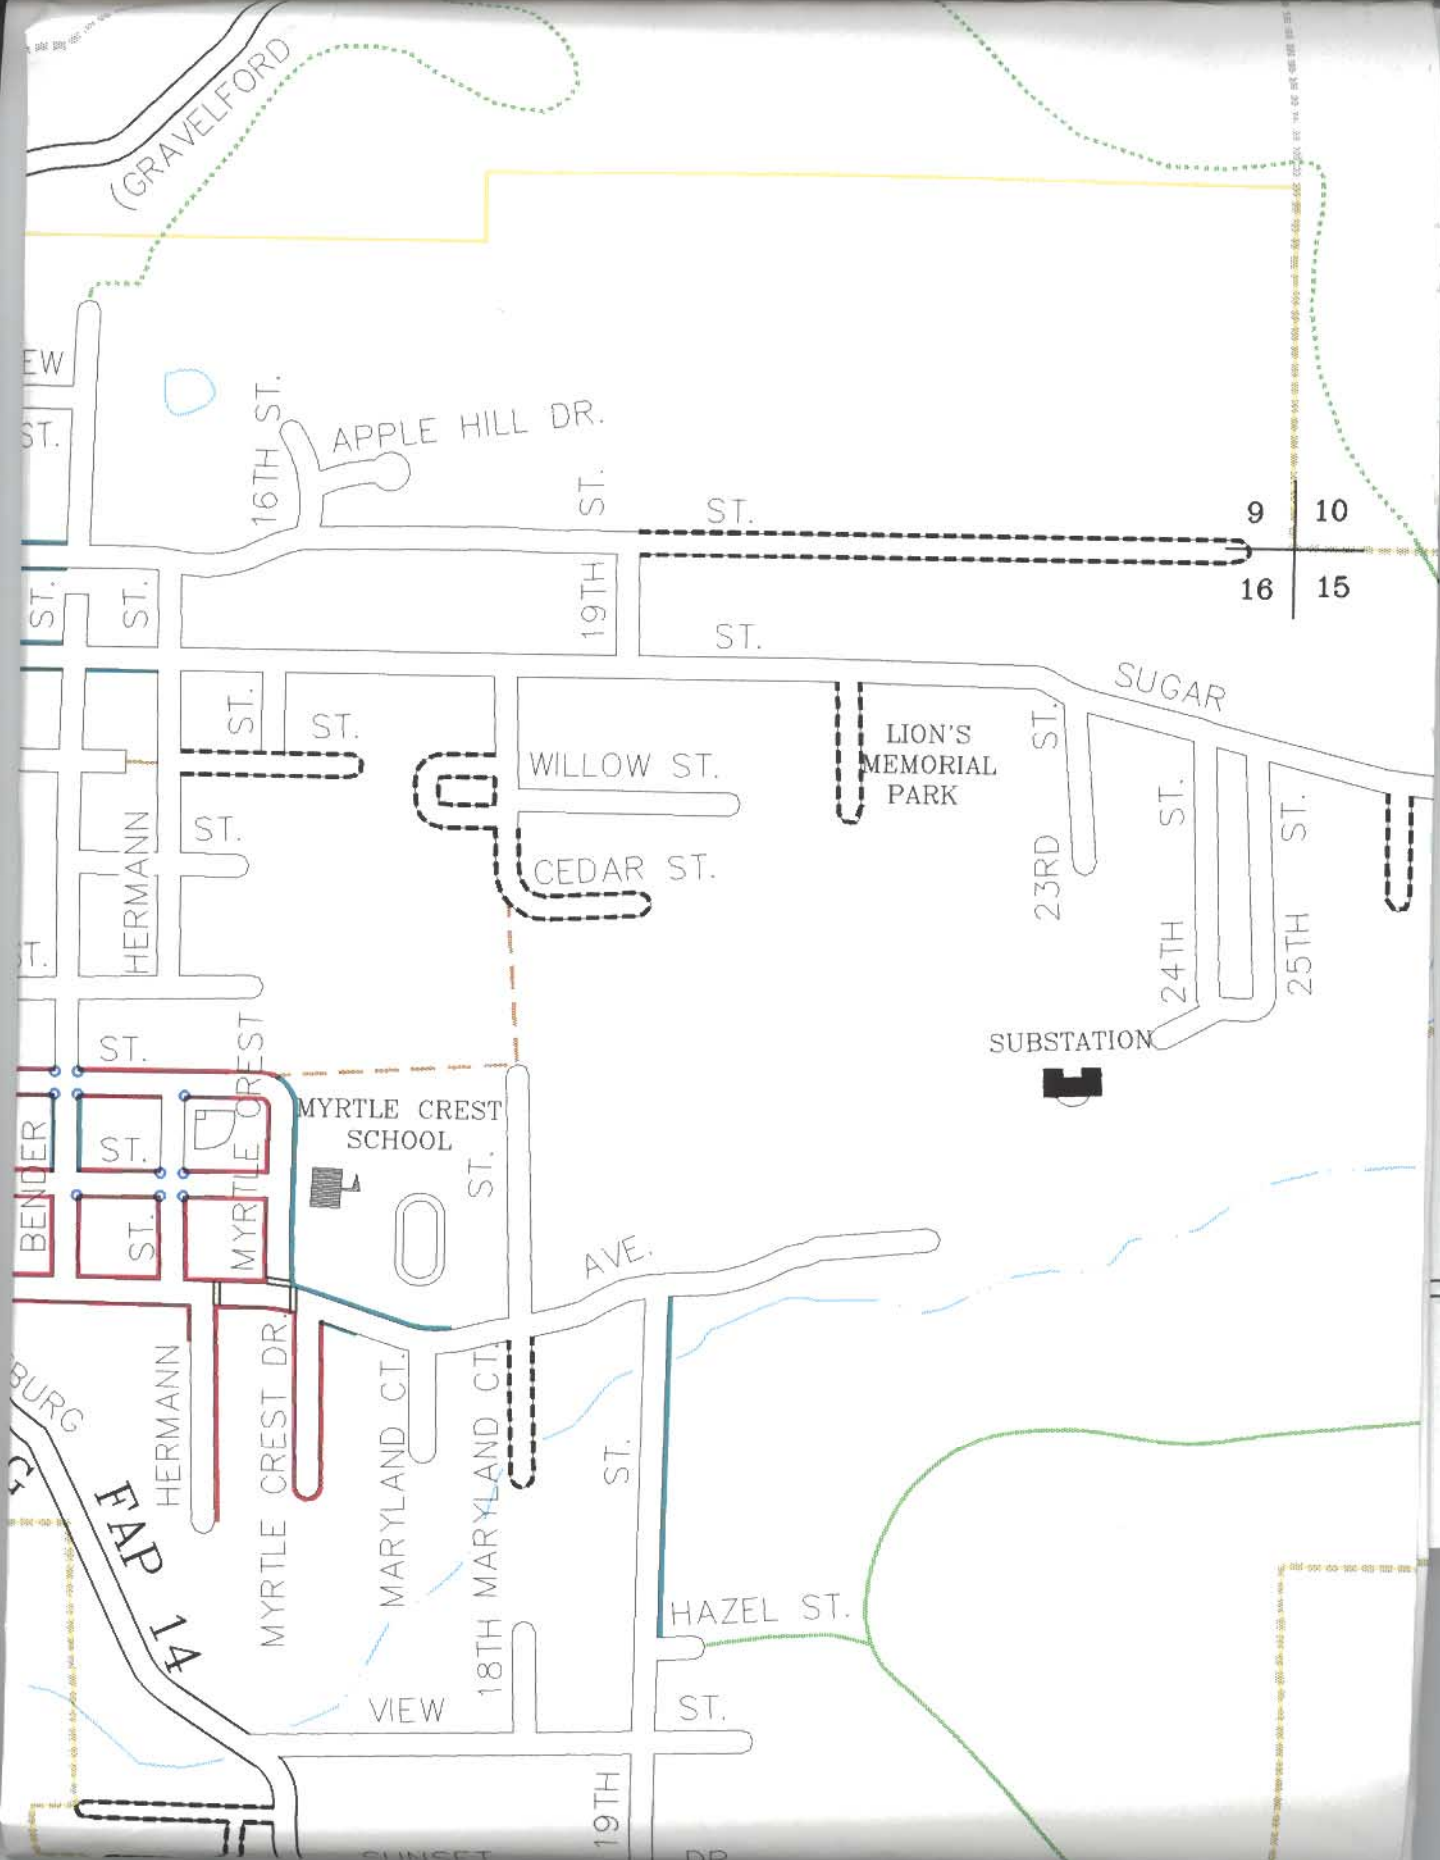 (GRAVELFORD
EW
ST.
16TH ST.
APPLE HILL DR.
ST.
ST.
9
10
16
15
ST.
ST.
19TH
ST.
SUGAR
ST.
ST.
WILLOW ST.
LION'S
MEMORIAL
PARK
23RD ST.
24TH ST.
25TH ST.
HERMANN
ST.
CEDAR ST.
ST.
ST.
SUBSTATION
MYRTLE CREST
MYRTLE CREST
SCHOOL
ST.
BENDER
ST.
ST.
AVE.
BURG
HERMANN
MYRTLE CREST DR.
MARYLAND CT.
18TH MARYLAND CT.
ST.
FAP 14
HAZEL ST.
VIEW
ST.
19TH